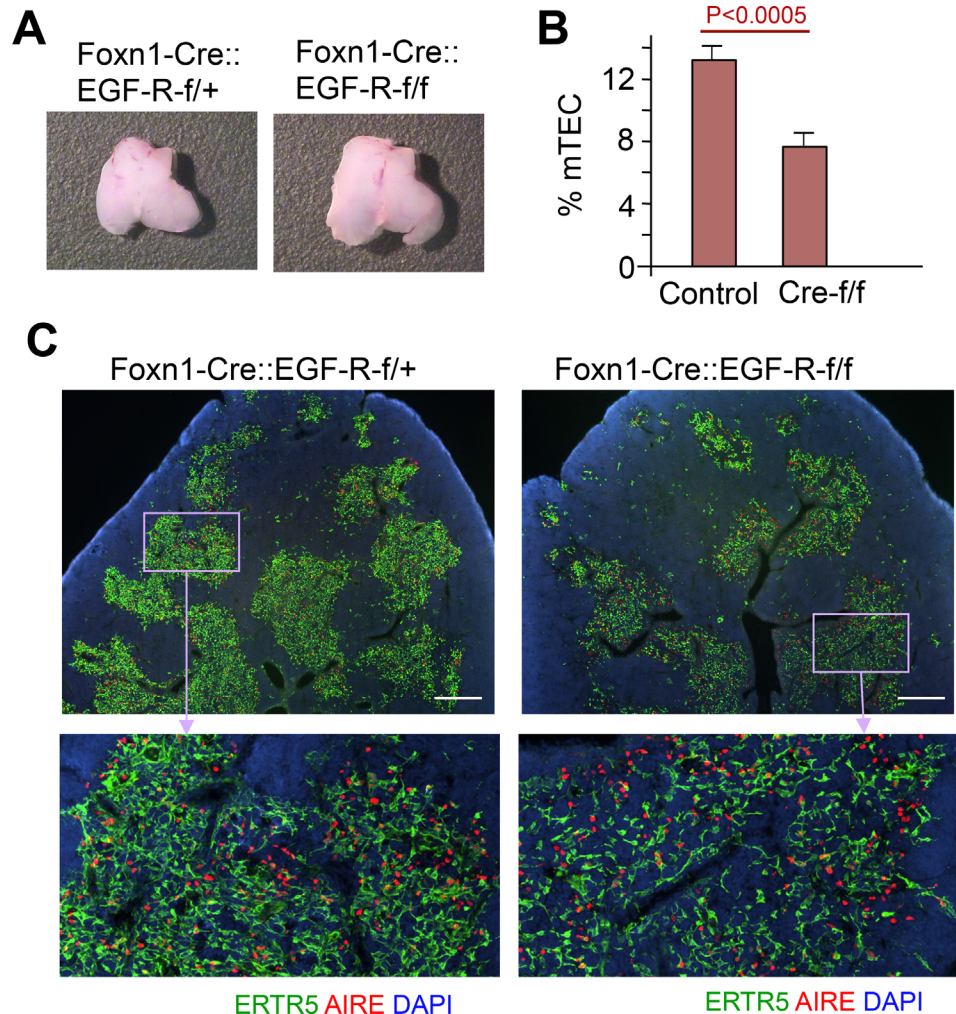 A
Foxn1-Cre::
EGF-R-f/+
Foxn1-Cre::
EGF-R-f/f
B
P<0.0005
% mTEC
12
8
4
0
Control
Cre-f/f
C
Foxn1-Cre::EGF-R-f/+
Foxn1-Cre::EGF-R-f/f
ERTR5 AIRE DAPI
ERTR5 AIRE DAPI